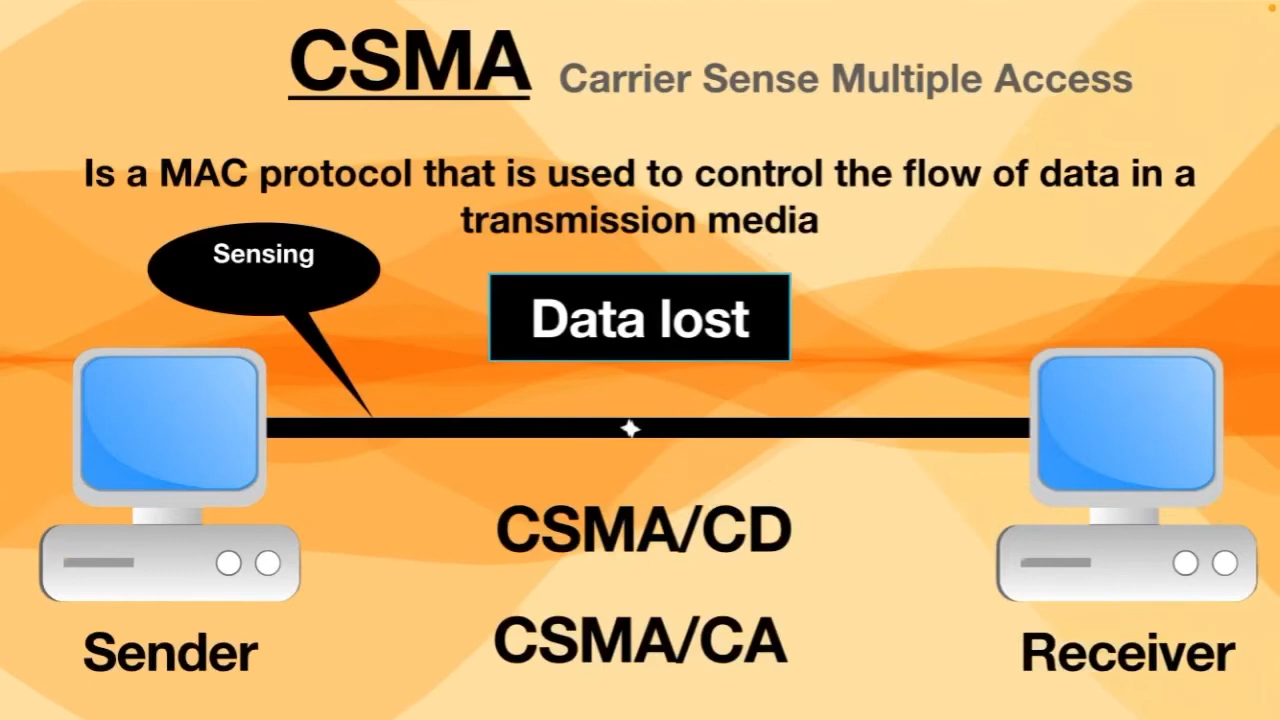 CSMA Carrier Sense Multiple Access
Is a MAC protocol that is used to control the flow of data in a
transmission media
Sensing
Data lost
CSMA/CD
CSMA/CA
Sender
Receiver